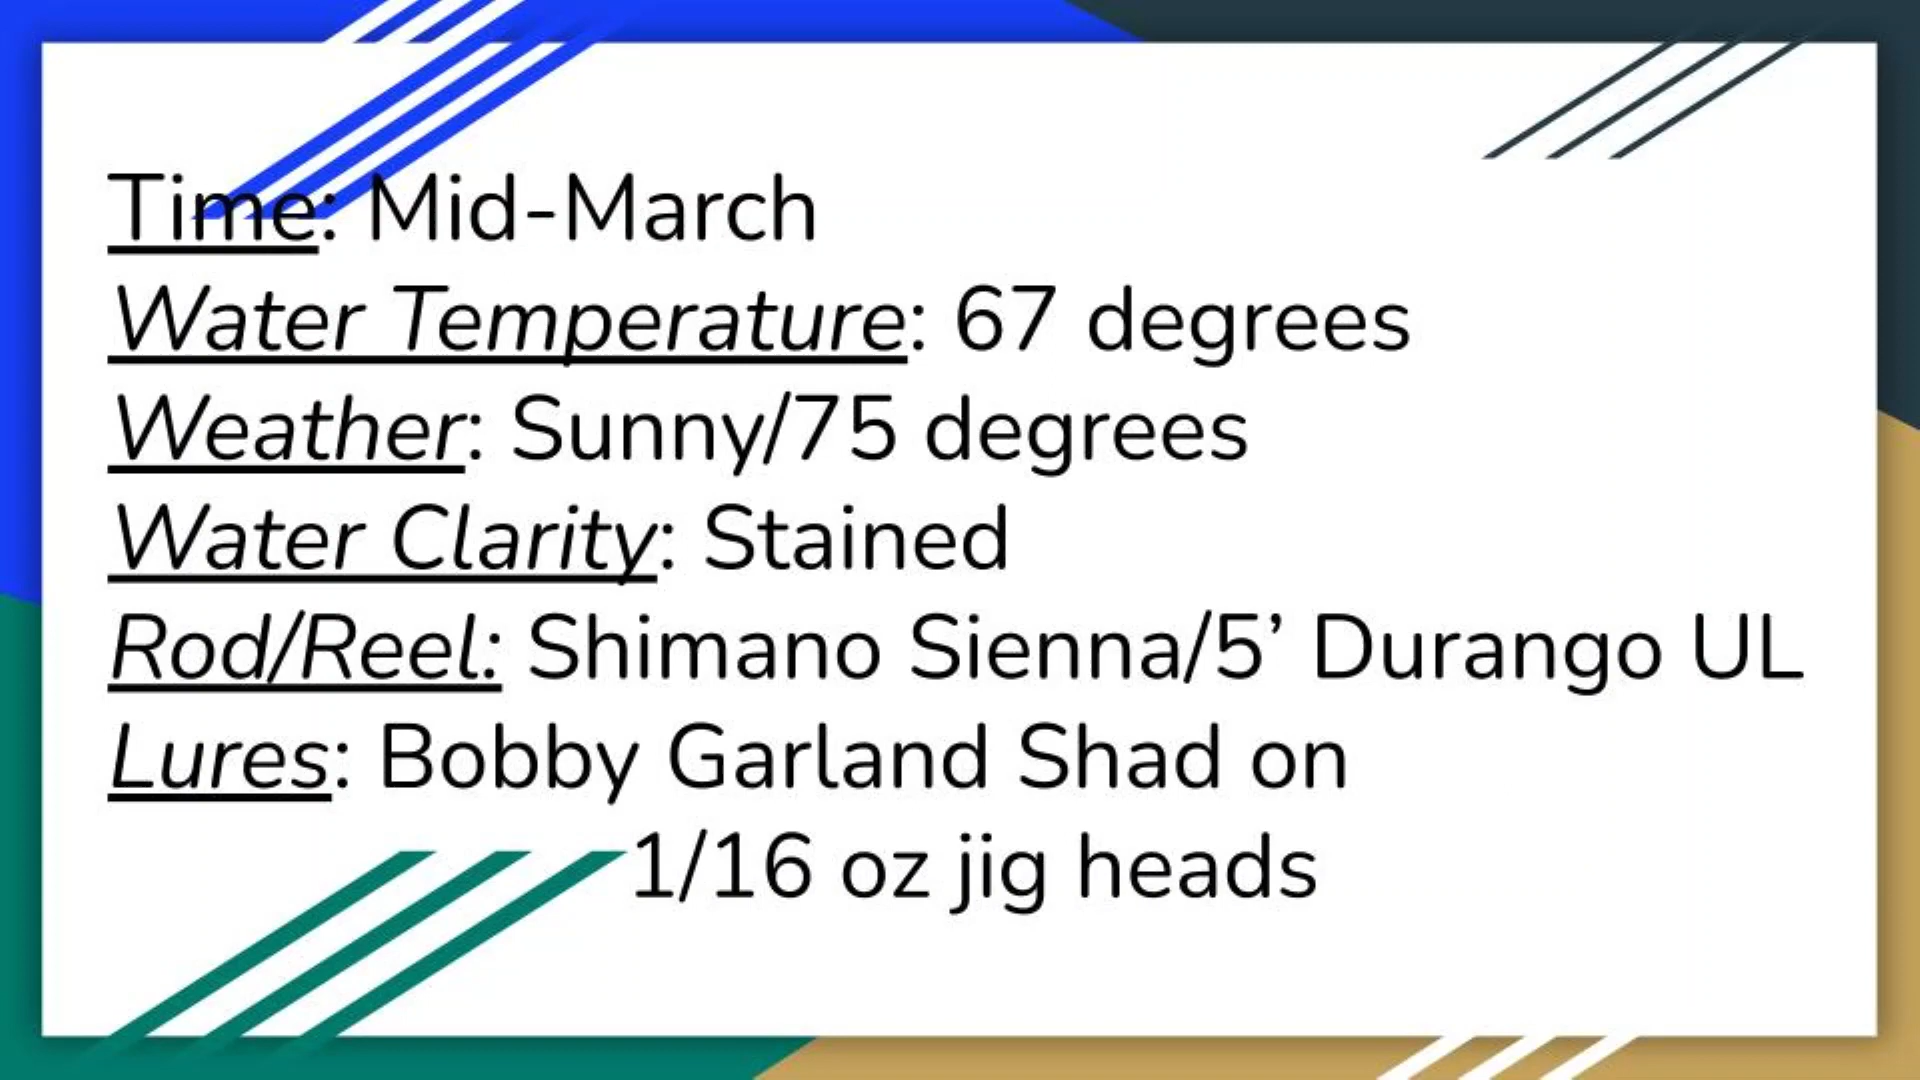 Time: Mid-March
Water Temperature: 67 degrees
Weather: Sunny/75 degrees
Water Clarity: Stained
Rod/Reel: Shimano Sienna/5’ Durango UL
Lures: Bobby Garland Shad on
1/16 oz jig heads